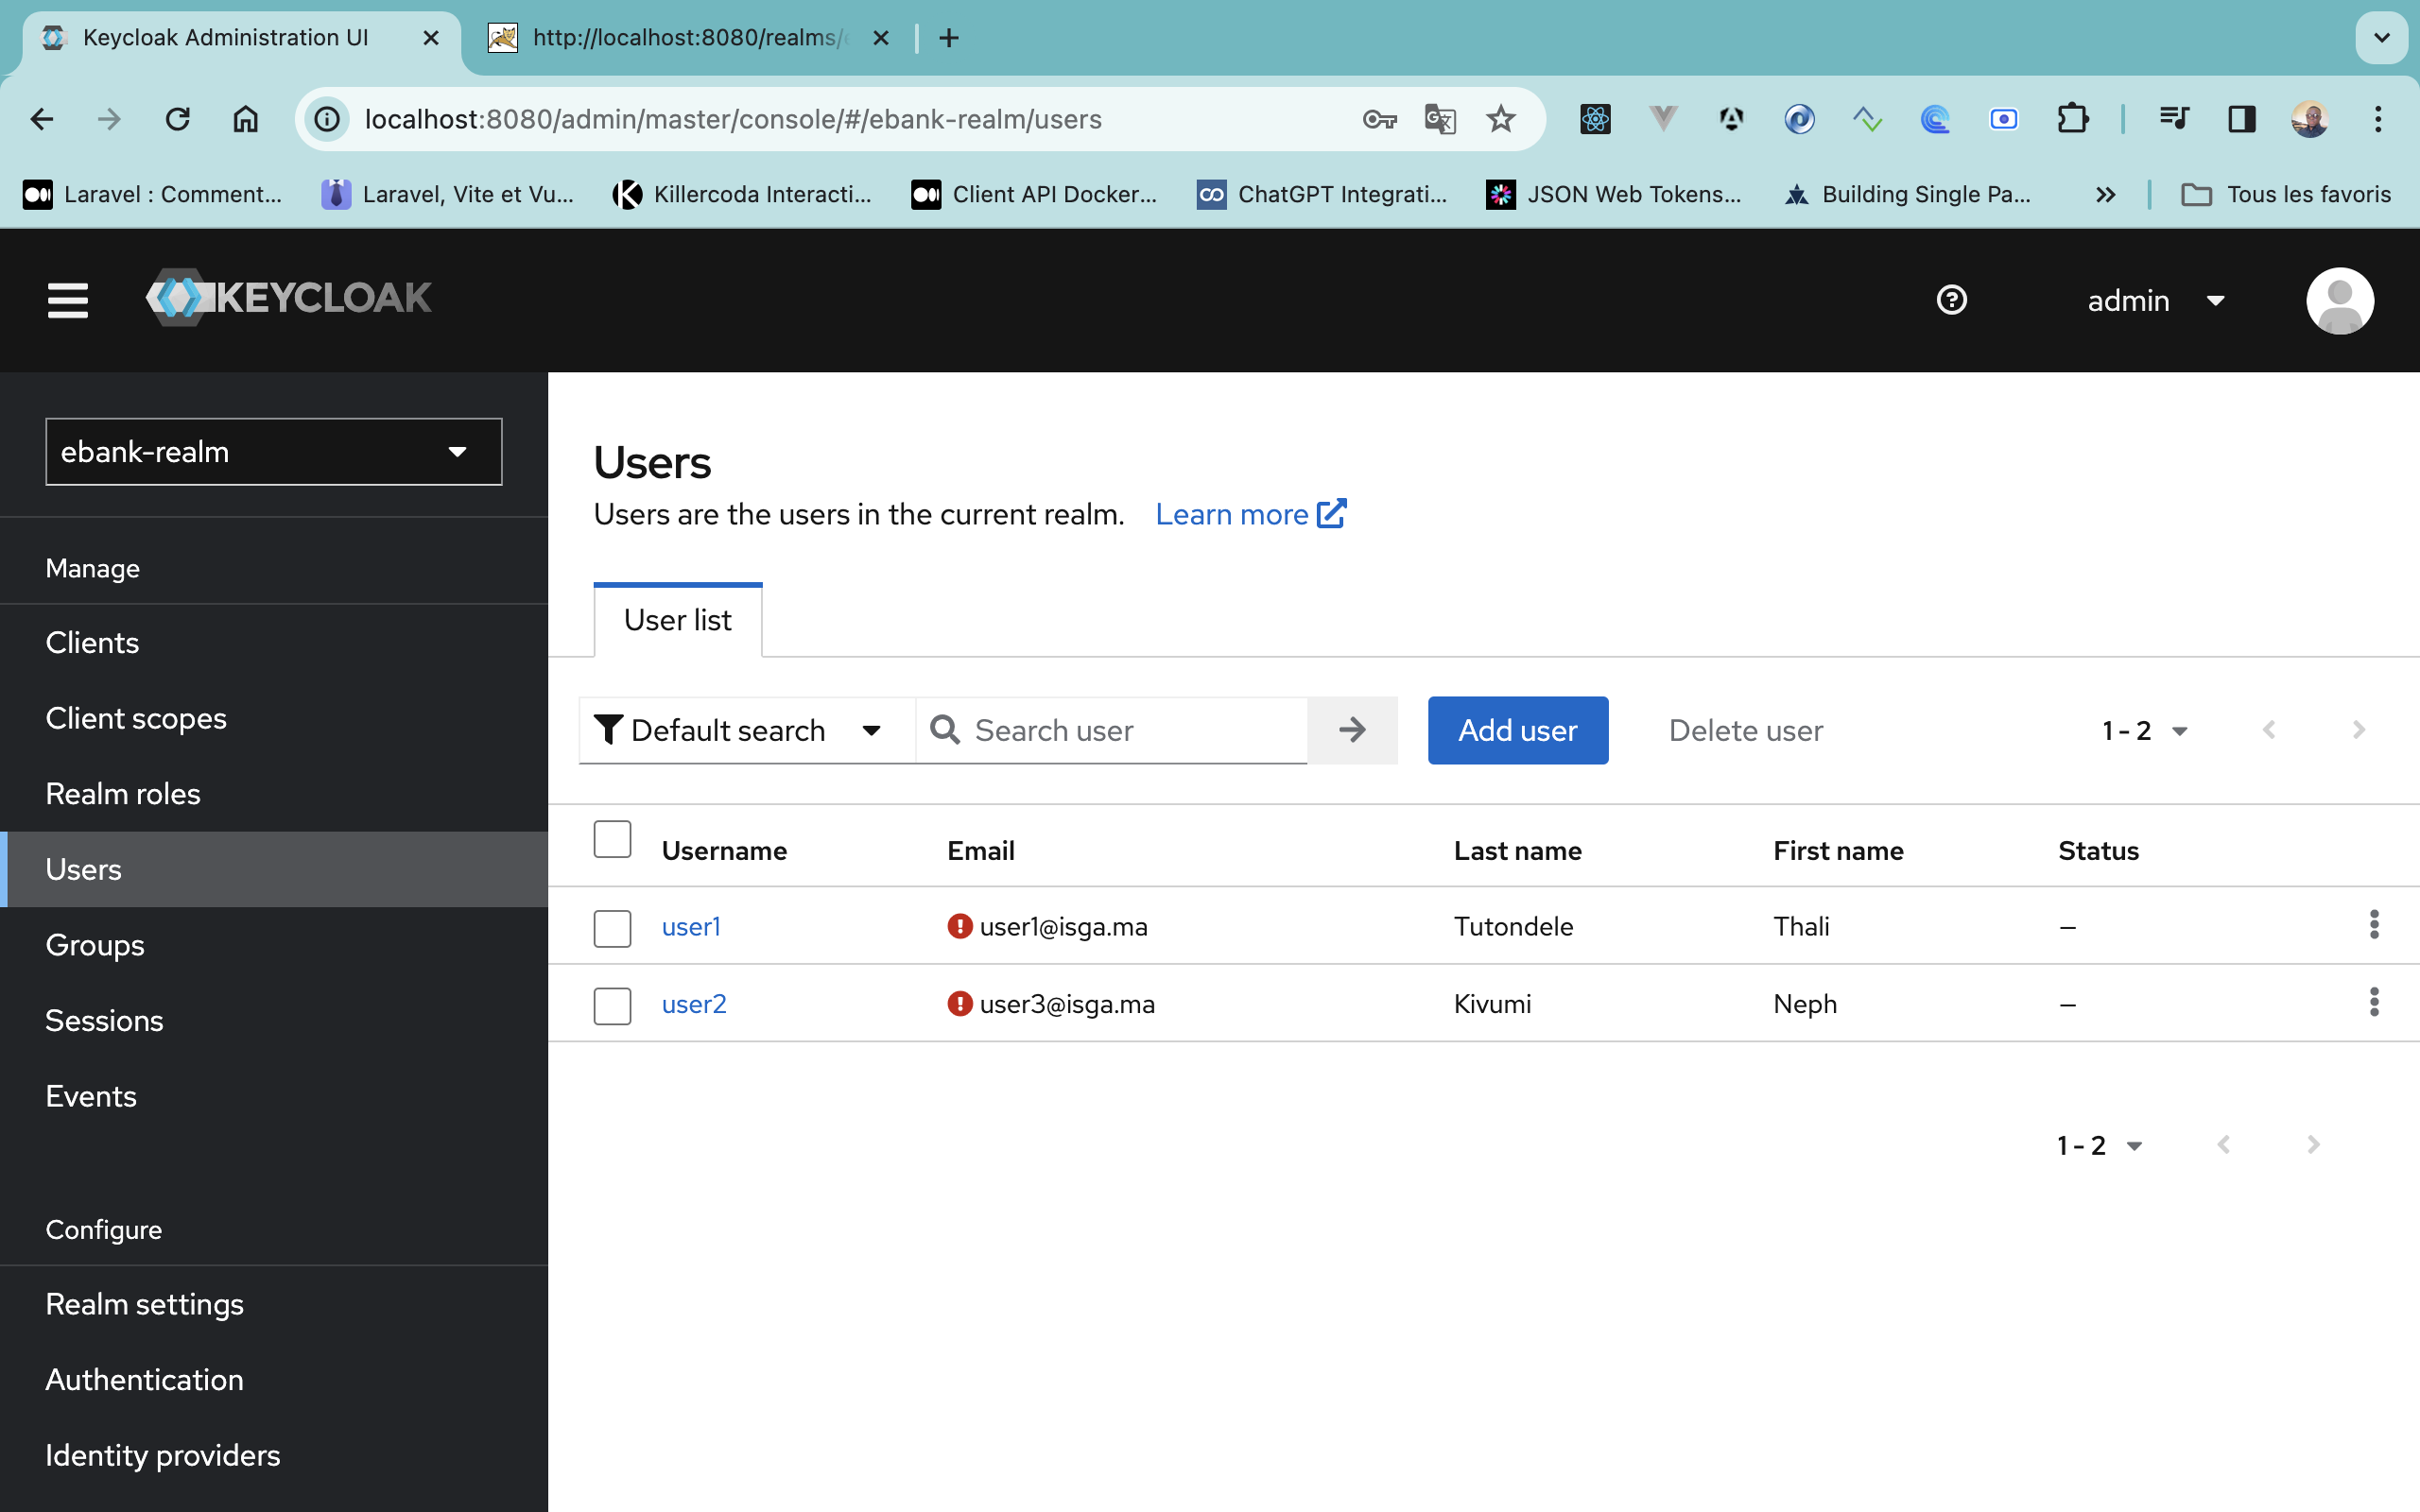 Keycloak Administration UI
http://localhost:8080/realms/
localhost:8080/admin/master/console/#/ebank-realm/users
Laravel : Comment...
Laravel, Vite et Vu...
Killercoda Interacti...
Client API Docker...
ChatGPT Integrati...
JSON Web Tokens...
Building Single Pa...
Tous les favoris
KEYCLOAK
admin
ebank-realm
Manage
Clients
Client scopes
Realm roles
Users
Groups
Sessions
Events
Configure
Realm settings
Authentication
Identity providers
Users
Users are the users in the current realm. Learn more
User list
Default search Search user Add user Delete user 1 - 2
Username Email Last name First name Status
user1 user1@isga.ma Tutondele Thali –
user2 user3@isga.ma Kivumi Neph –
1 - 2